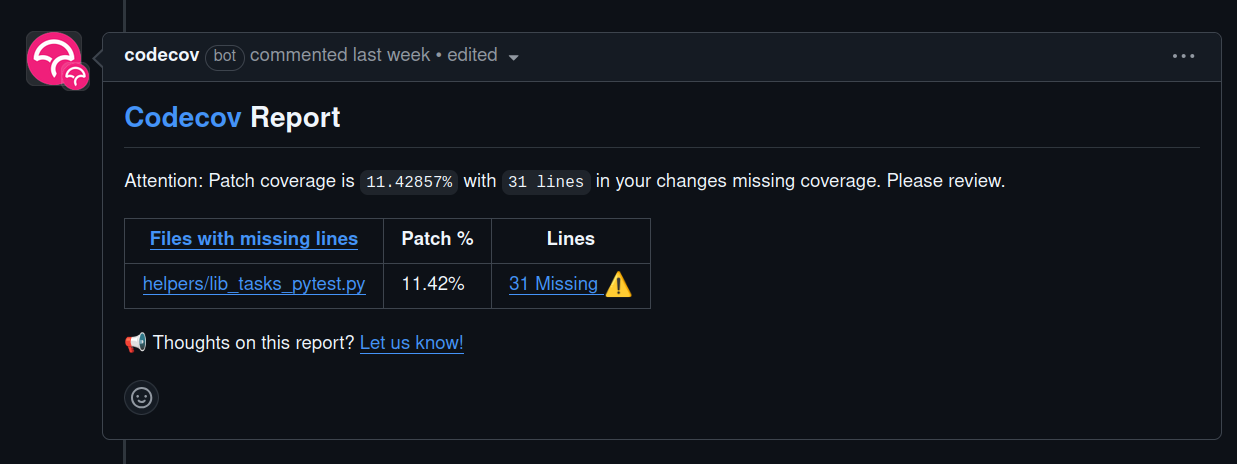 codecov bot commented last week • edited
Codecov Report
Attention: Patch coverage is 11.42857% with 31 lines in your changes missing coverage. Please review.
Files with missing lines Patch % Lines
helpers/lib_tasks_pytest.py 11.42% 31 Missing ⚠️
📢 Thoughts on this report? Let us know!